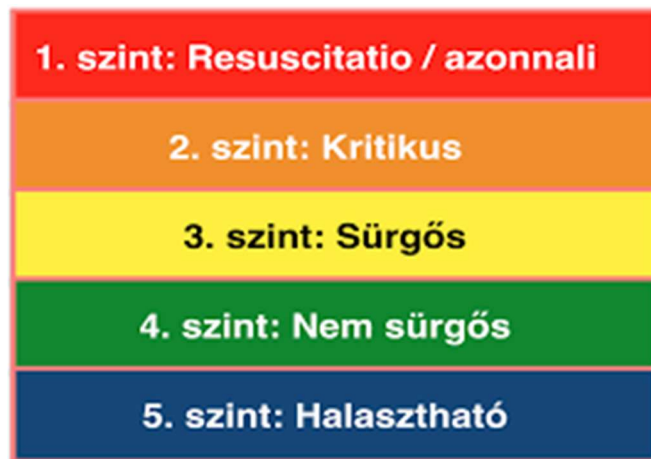 1. szint: Resuscitatio / azonnali
2. szint: Kritikus
3. szint: Sürgős
4. szint: Nem sürgős
5. szint: Halasztható